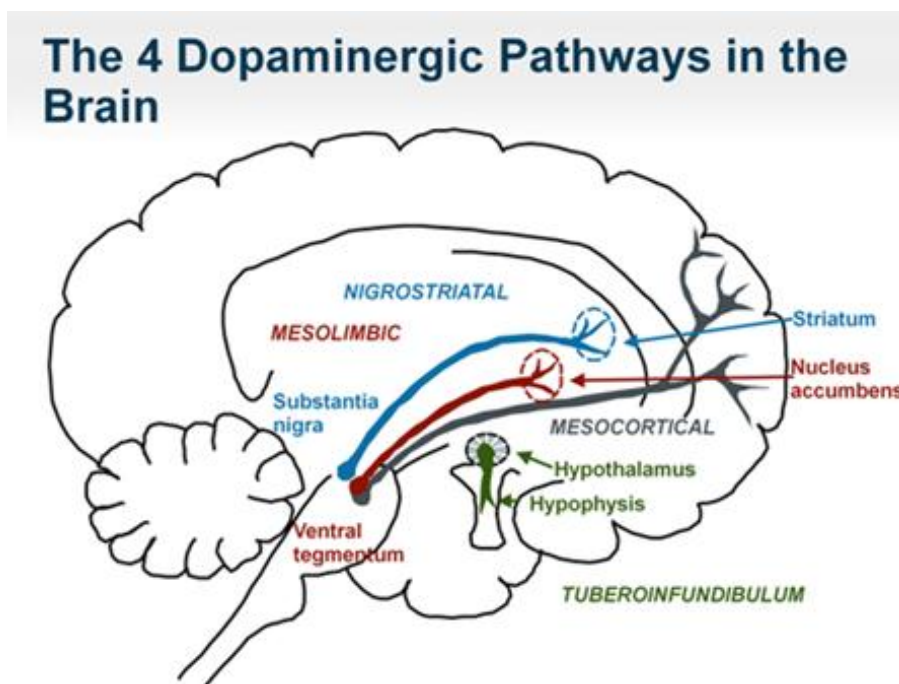 The 4 Dopaminergic Pathways in the
Brain
NIGROSTRIATAL
MESOLIMBIC
Striatum
Nucleus
accumbens
Substantia
nigra
MESOCORTICAL
Hypothalamus
Hypophysis
Ventral
tegmentum
TUBEROINFUNDIBULUM